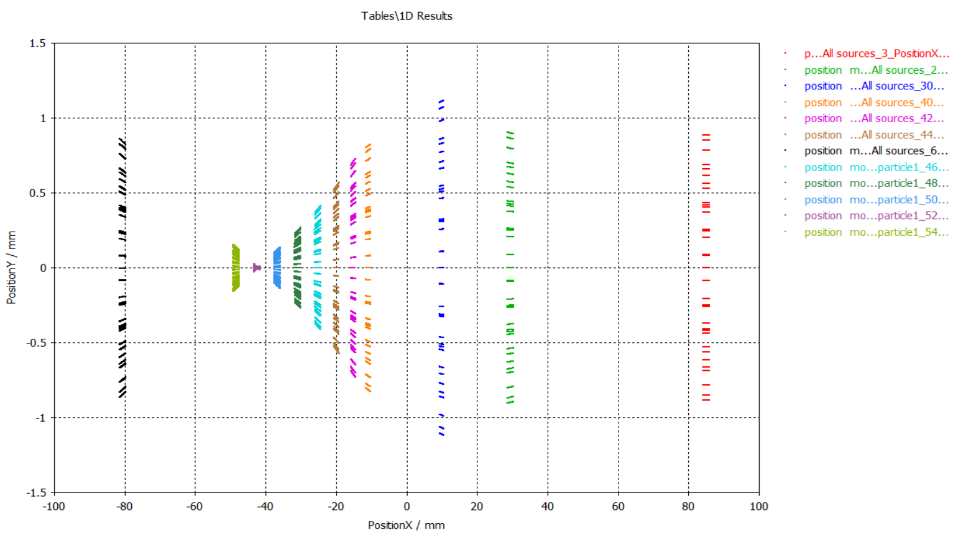 Tables\1D Results
1.5
1
0.5
0
-0.5
-1
-1.5
PositionY / mm
-100
-80
-60
-40
-20
0
20
40
60
80
100
PositionX / mm
p...All sources_3_PositionX...
position m...All sources_2...
position ...All sources_30...
position ...All sources_40...
position ...All sources_42...
position ...All sources_44...
position m...All sources_6...
position mo...particle1_46...
position mo...particle1_48...
position mo...particle1_50...
position mo...particle1_52...
position mo...particle1_54...